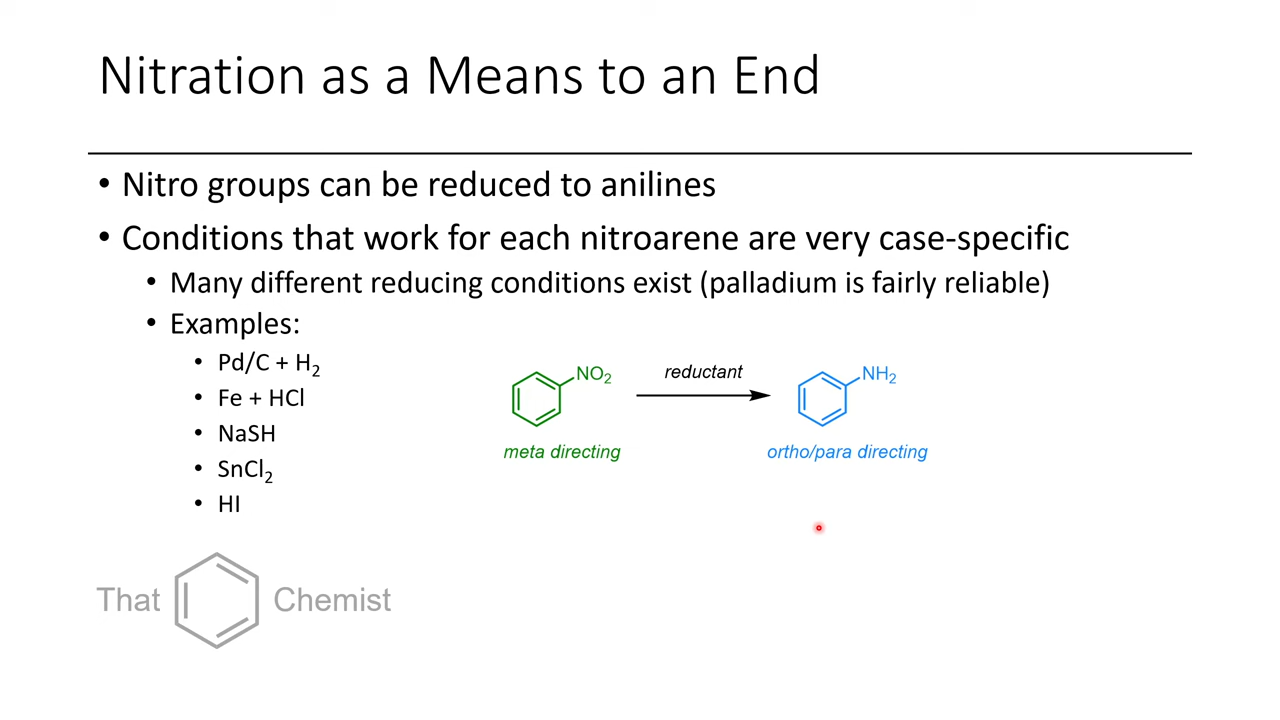 Nitration as a Means to an End
• Nitro groups can be reduced to anilines
• Conditions that work for each nitroarene are very case-specific
• Many different reducing conditions exist (palladium is fairly reliable)
• Examples:
• Pd/C + H₂
• Fe + HCl
• NaSH
• SnCl₂
• HI
NO₂
reductant
NH₂
meta directing
ortho/para directing
That Chemist